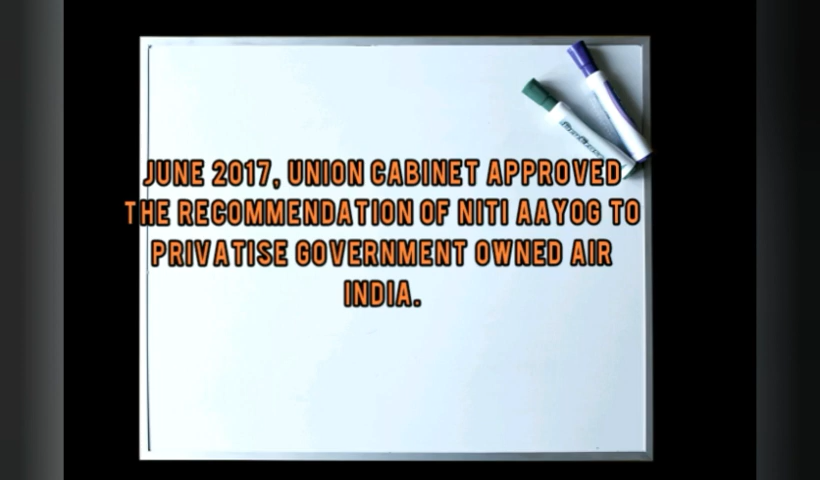 JUNE 2017, UNION CABINET APPROVED
THE RECOMMENDATION OF NITI AAYOG TO
PRIVATISE GOVERNMENT OWNED AIR
INDIA.